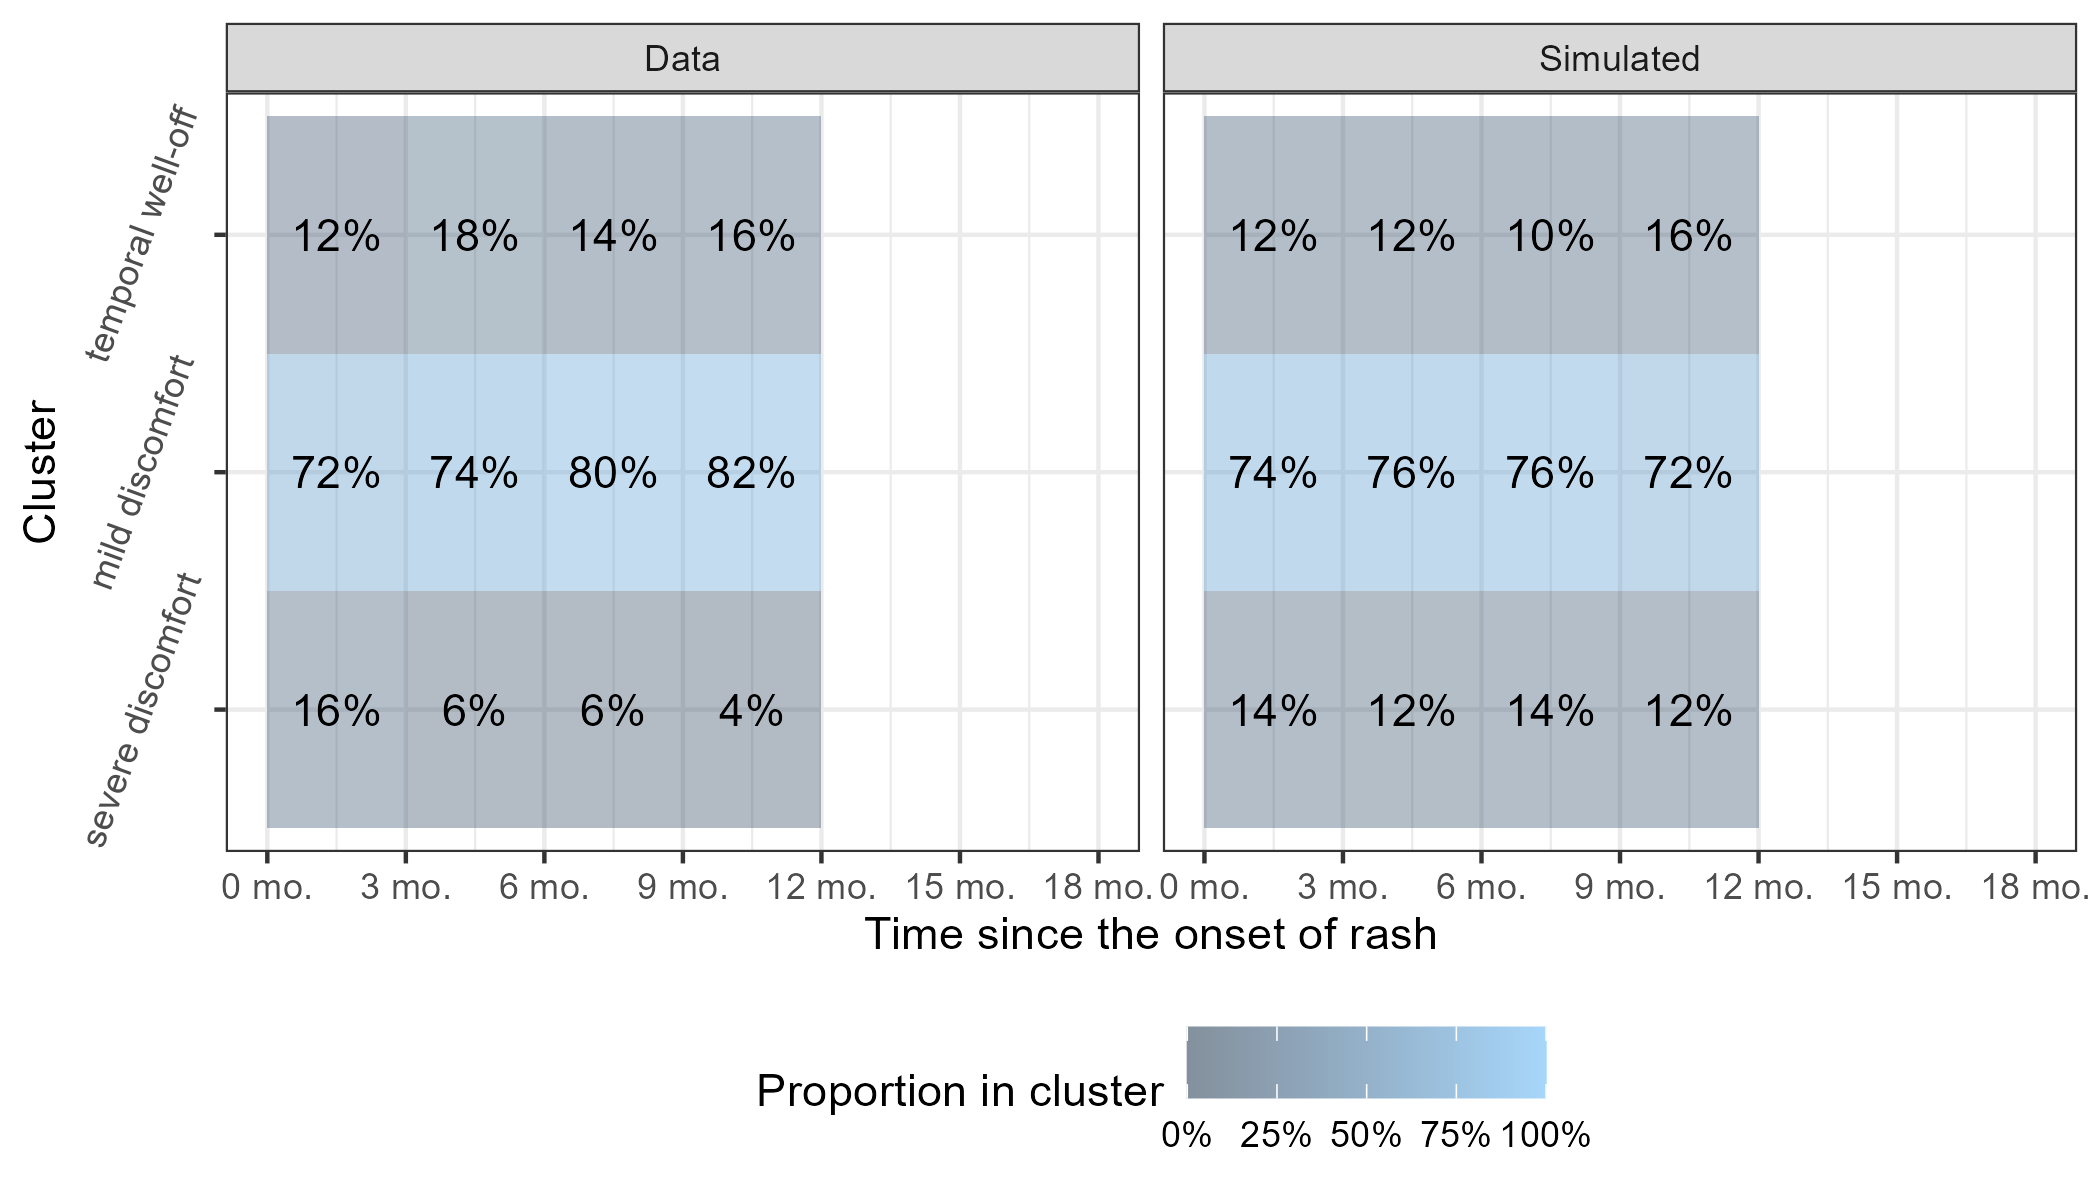 Data
Simulated
Cluster
temporal well-off
12% 18% 14% 16%
12% 12% 10% 16%
mild discomfort
72% 74% 80% 82%
74% 76% 76% 72%
severe discomfort
16% 6% 6% 4%
14% 12% 14% 12%
0 mo. 3 mo. 6 mo. 9 mo. 12 mo. 15 mo. 18 mo.
0 mo. 3 mo. 6 mo. 9 mo. 12 mo. 15 mo. 18 mo.
Time since the onset of rash
Proportion in cluster
0% 25% 50% 75% 100%